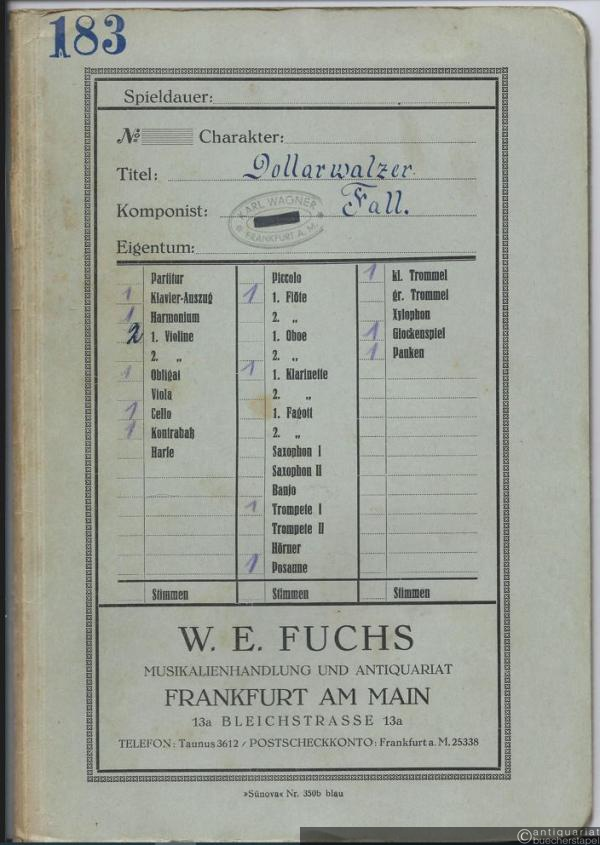 183
Spieldauer:
№ Charakter:
Titel: Dollarwalzer.
Komponist: Fall.
KARL WAGNER
FRANKFURT A. M.
Eigentum:
Partitur
1 Klavier-Auszug
1 Harmonium
2 1. Violine
2. „
1 Obligat
Viola
1 Cello
1 Kontrabaß
Harfe
Stimmen
Piccolo
1 1. Flöte
2. „
1. Oboe
2. „
1 1. Klarinette
2. „
1. Fagott
2. „
Saxophon I
Saxophon II
Banjo
1 Trompete I
Trompete II
Hörner
1 Posaune
Stimmen
1 kl. Trommel
gr. Trommel
Xylophon
1 Glockenspiel
1 Pauken
Stimmen
W. E. FUCHS
MUSIKALIENHANDLUNG UND ANTIQUARIAT
FRANKFURT AM MAIN
13a BLEICHSTRASSE 13a
TELEFON: Taunus 3612 / POSTSCHECKKONTO: Frankfurt a. M. 25338
»Sünova« Nr. 350b blau
©antiquariat
buecherstapel